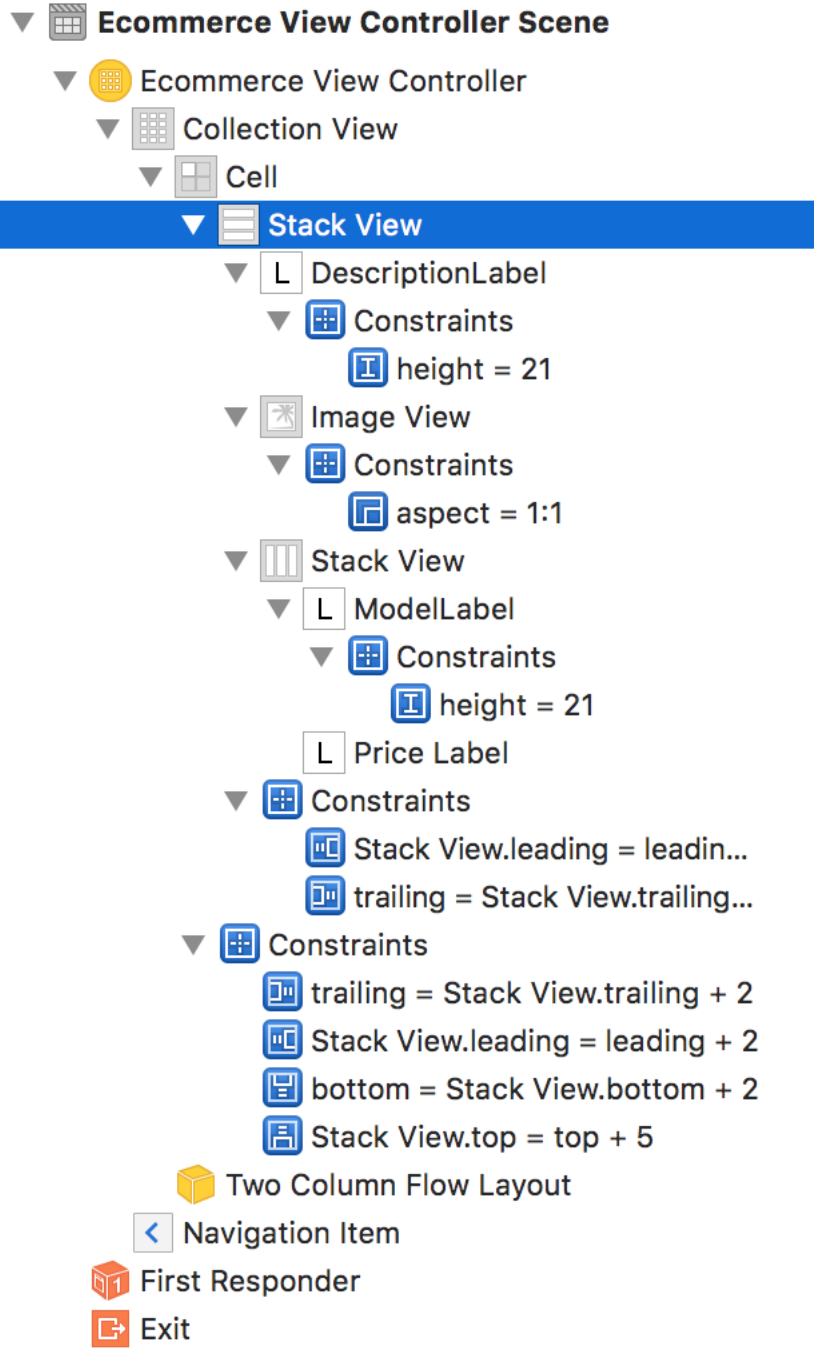 Ecommerce View Controller Scene
Ecommerce View Controller
Collection View
Cell
Stack View
L DescriptionLabel
Constraints
height = 21
Image View
Constraints
aspect = 1:1
Stack View
L ModelLabel
Constraints
height = 21
L Price Label
Constraints
Stack View.leading = leadin...
trailing = Stack View.trailing...
Constraints
trailing = Stack View.trailing + 2
Stack View.leading = leading + 2
bottom = Stack View.bottom + 2
Stack View.top = top + 5
Two Column Flow Layout
Navigation Item
1 First Responder
Exit